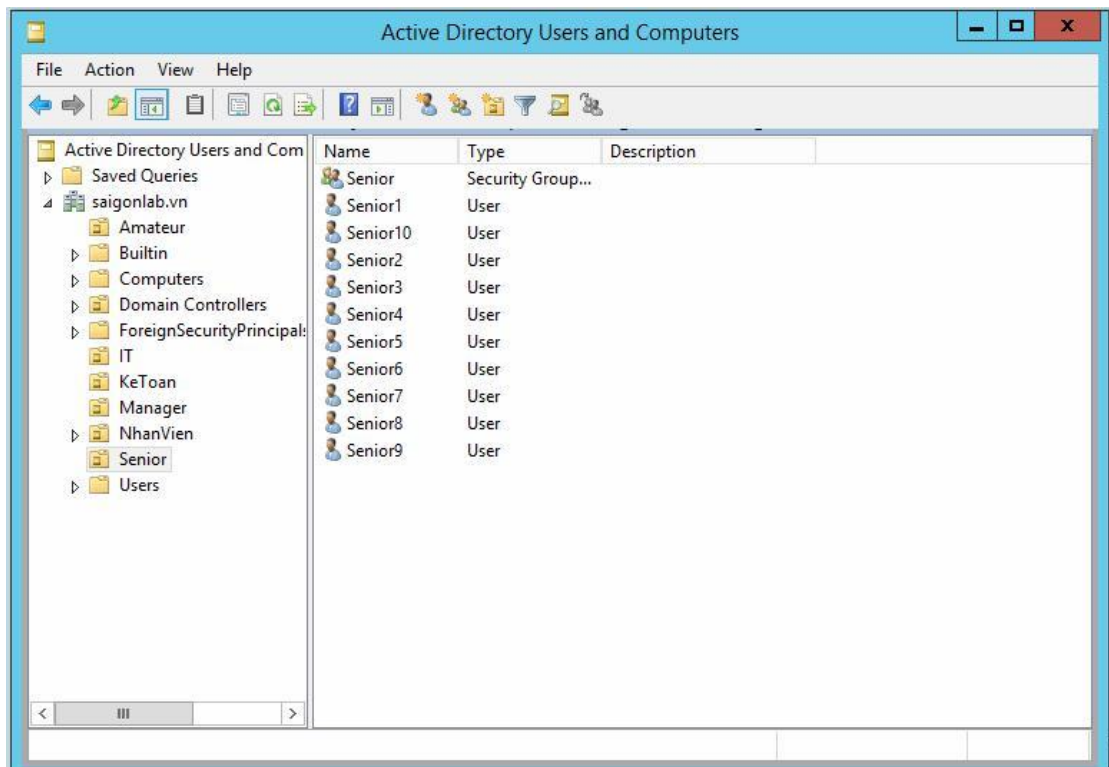 Active Directory Users and Computers
File Action View Help
Active Directory Users and Com
Saved Queries
saigonlab.vn
Amateur
Builtin
Computers
Domain Controllers
ForeignSecurityPrincipals
IT
KeToan
Manager
NhanVien
Senior
Users
Name Type Description
Senior Security Group...
Senior1 User
Senior10 User
Senior2 User
Senior3 User
Senior4 User
Senior5 User
Senior6 User
Senior7 User
Senior8 User
Senior9 User